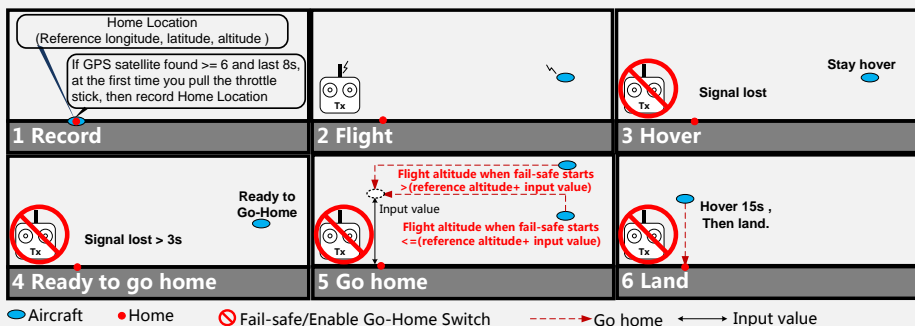 Home Location
(Reference longitude, latitude, altitude )
If GPS satellite found >= 6 and last 8s,
at the first time you pull the throttle
stick, then record Home Location
1 Record
Tx
2 Flight
Stay hover
Signal lost
Tx
3 Hover
Ready to
Go-Home
Signal lost > 3s
Tx
4 Ready to go home
Flight altitude when fail-safe starts
>(reference altitude+ input value)
Input value
Flight altitude when fail-safe starts
<=(reference altitude+ input value)
Tx
5 Go home
Hover 15s ,
Then land.
Tx
6 Land
Aircraft
Home
Fail-safe/Enable Go-Home Switch
Go home
Input value